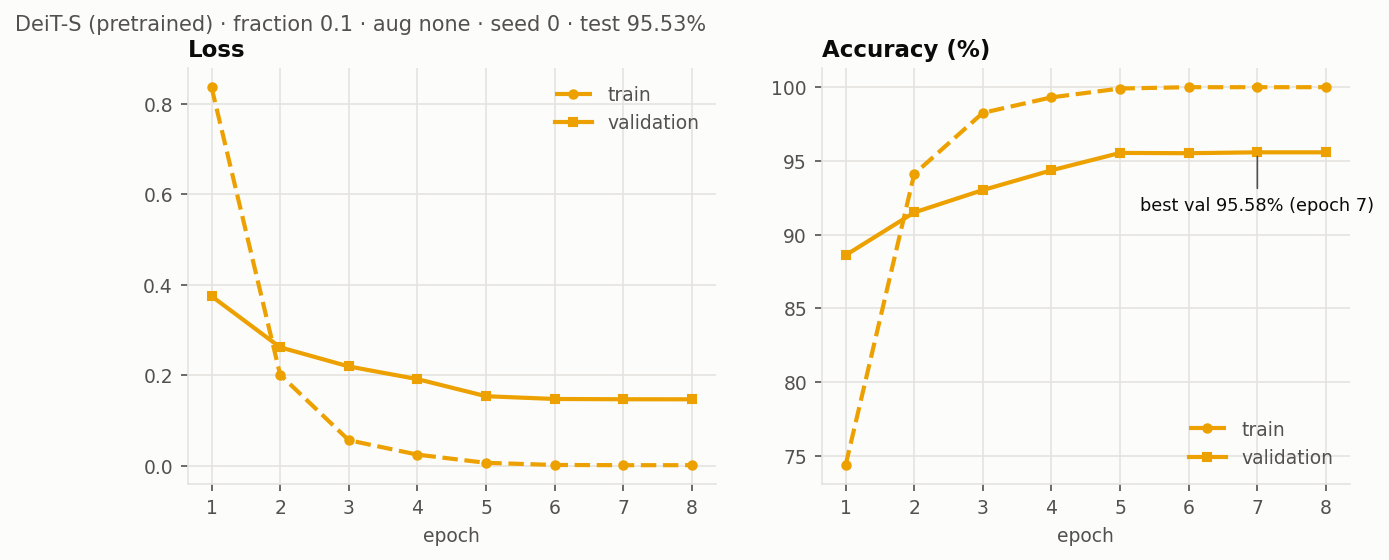 DeiT-S (pretrained) · fraction 0.1 · aug none · seed 0 · test 95.53%
Loss
0.8
0.6
0.4
0.2
0.0
train
validation
1 2 3 4 5 6 7 8
epoch
Accuracy (%)
100
95
90
85
80
75
best val 95.58% (epoch 7)
train
validation
1 2 3 4 5 6 7 8
epoch